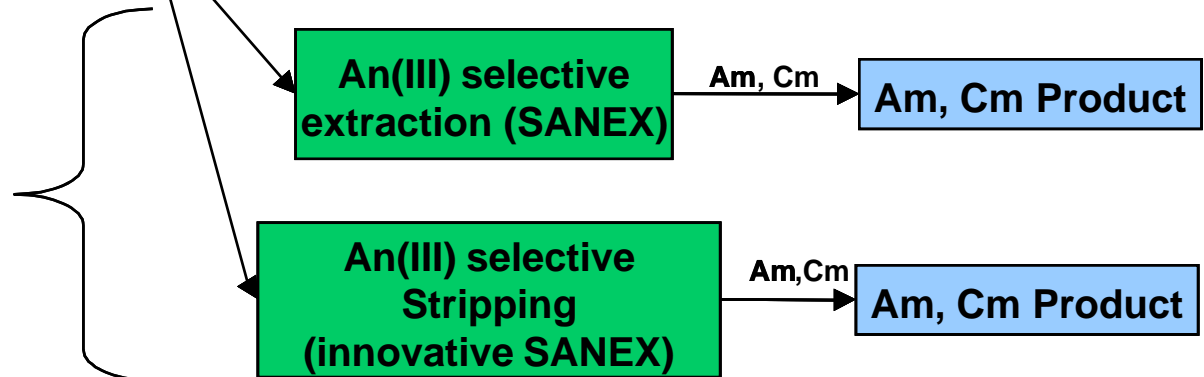 An(III) selective
extraction (SANEX)
Am, Cm
Am, Cm Product
An(III) selective
Stripping
(innovative SANEX)
Am,Cm
Am, Cm Product